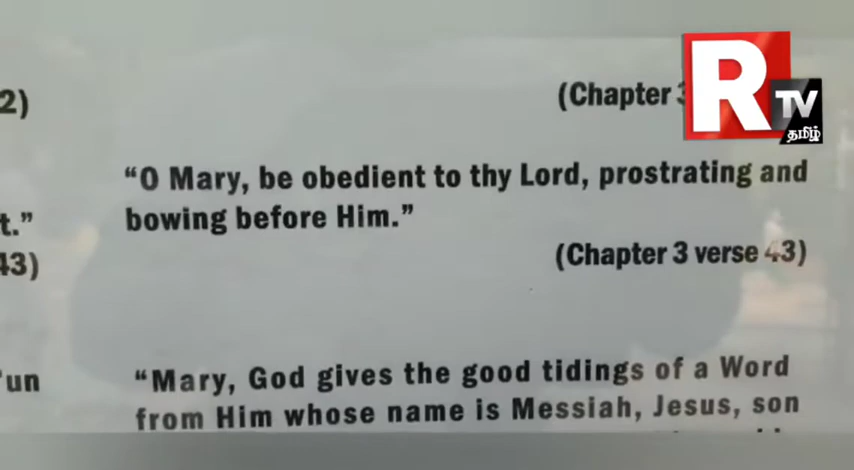 2)
(Chapter 3
R
TV
தமிழ்
"O Mary, be obedient to thy Lord, prostrating and
t."
bowing before Him."
43)
(Chapter 3 verse 43)
'un
"Mary, God gives the good tidings of a Word
from Him whose name is Messiah, Jesus, son